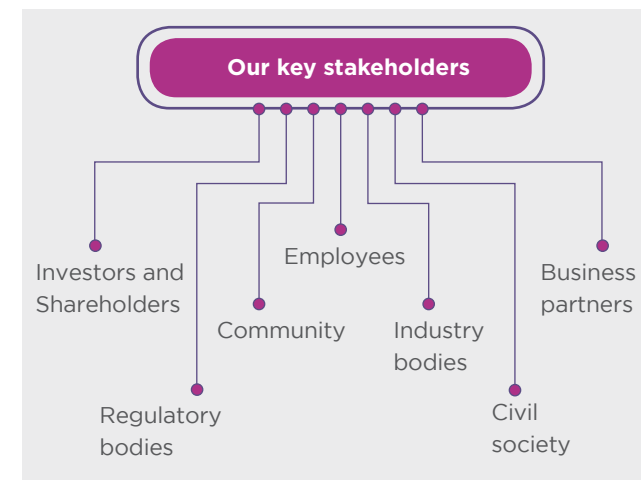 Our key stakeholders
Investors and
Shareholders
Regulatory
bodies
Community
Employees
Industry
bodies
Civil
society
Business
partners